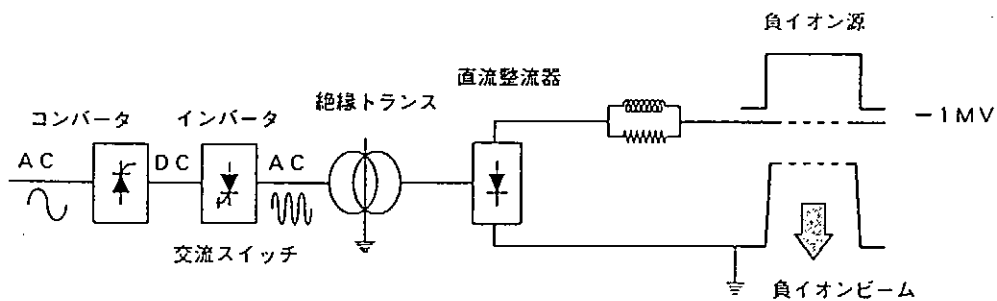 負イオン源
直流整流器
絶縁トランス
コンバータ
インバータ
-1MV
AC
DC
AC
交流スイッチ
負イオンビーム